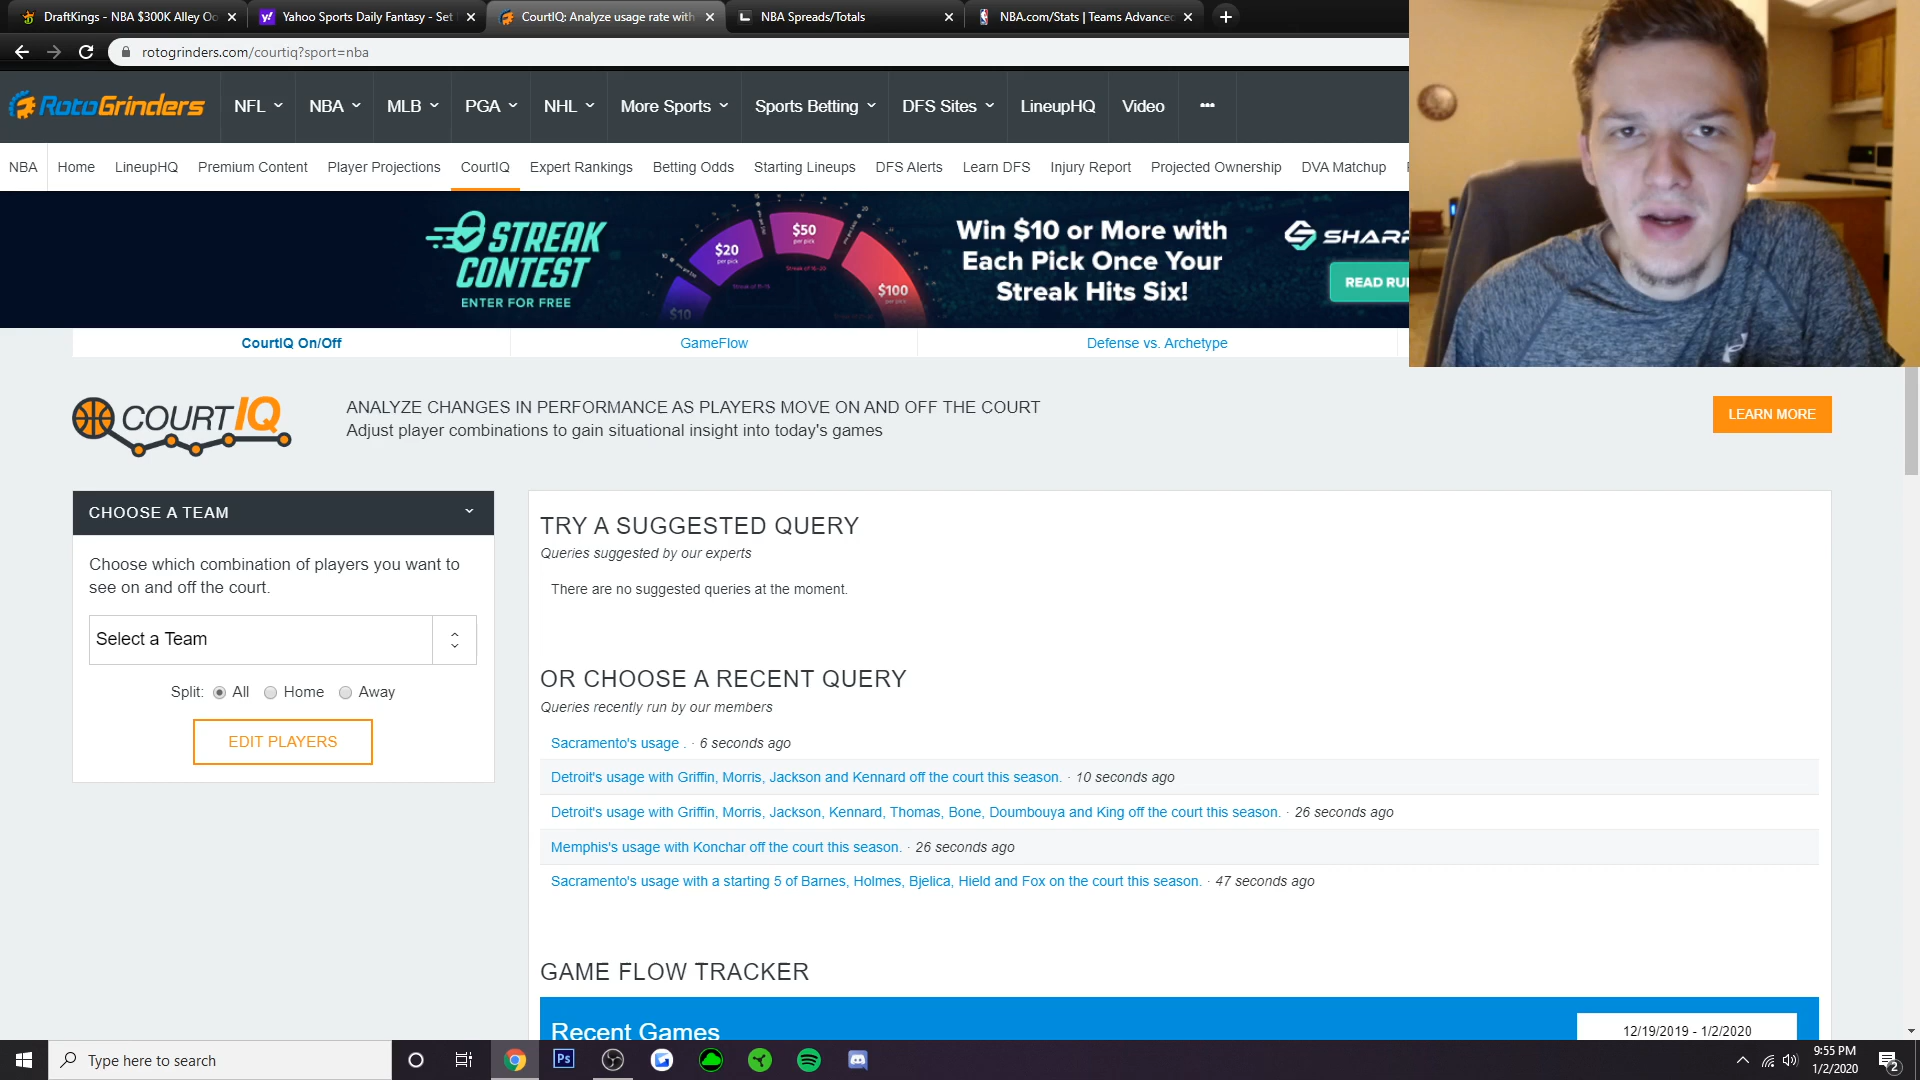 DraftKings - NBA $300K Alley Oo
Yahoo Sports Daily Fantasy - Set
CourtIQ: Analyze usage rate with
NBA Spreads/Totals
NBA.com/Stats | Teams Advanced
rotogrinders.com/courtiq?sport=nba
RotoGrinders
NFL
NBA
MLB
PGA
NHL
More Sports
Sports Betting
DFS Sites
LineupHQ
Video
NBA
Home
LineupHQ
Premium Content
Player Projections
CourtIQ
Expert Rankings
Betting Odds
Starting Lineups
DFS Alerts
Learn DFS
Injury Report
Projected Ownership
DVA Matchup
STREAK
CONTEST
ENTER FOR FREE
$10
$20
per pick
$50
per pick
$100
Win $10 or More with
Each Pick Once Your
Streak Hits Six!
SHARP
READ RU
CourtIQ On/Off
GameFlow
Defense vs. Archetype
COURTIQ
ANALYZE CHANGES IN PERFORMANCE AS PLAYERS MOVE ON AND OFF THE COURT
Adjust player combinations to gain situational insight into today's games
LEARN MORE
CHOOSE A TEAM
Choose which combination of players you want to
see on and off the court.
Select a Team
Split: All Home Away
EDIT PLAYERS
TRY A SUGGESTED QUERY
Queries suggested by our experts
There are no suggested queries at the moment.
OR CHOOSE A RECENT QUERY
Queries recently run by our members
Sacramento's usage . · 6 seconds ago
Detroit's usage with Griffin, Morris, Jackson and Kennard off the court this season. · 10 seconds ago
Detroit's usage with Griffin, Morris, Jackson, Kennard, Thomas, Bone, Doumbouya and King off the court this season. · 26 seconds ago
Memphis's usage with Konchar off the court this season. · 26 seconds ago
Sacramento's usage with a starting 5 of Barnes, Holmes, Bjelica, Hield and Fox on the court this season. · 47 seconds ago
GAME FLOW TRACKER
Recent Games
12/19/2019 - 1/2/2020
Type here to search
Ps
9:55 PM
1/2/2020
2